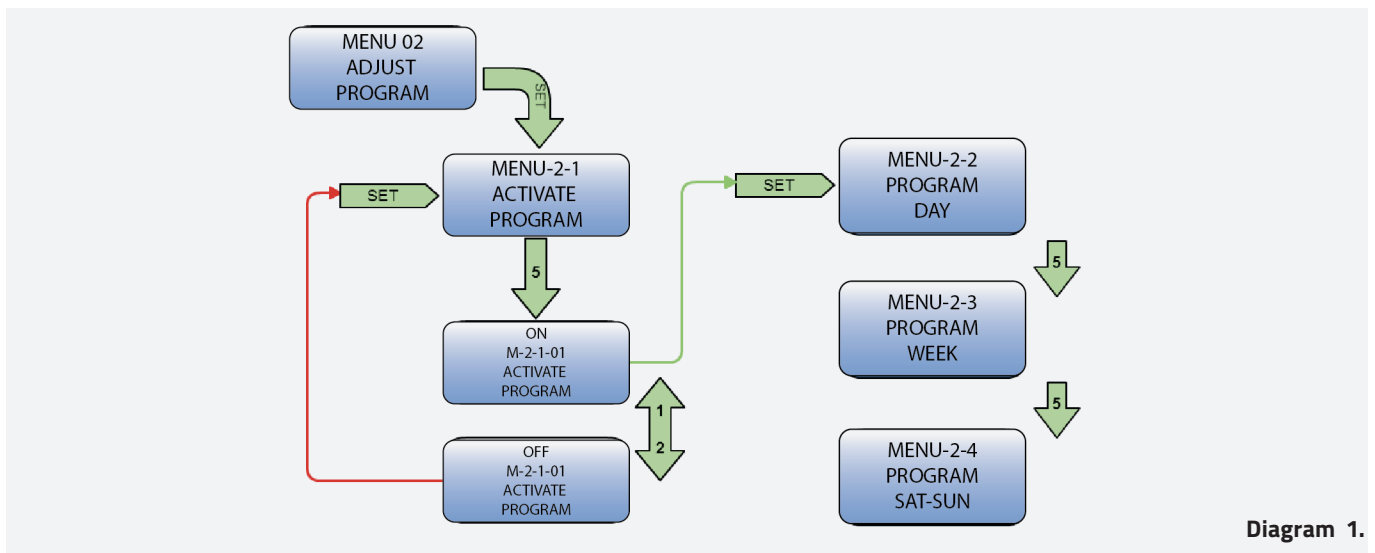 MENU 02
ADJUST
PROGRAM
SET
MENU-2-1
ACTIVATE
PROGRAM
SET
5
ON
M-2-1-01
ACTIVATE
PROGRAM
1
2
OFF
M-2-1-01
ACTIVATE
PROGRAM
SET
MENU-2-2
PROGRAM
DAY
5
MENU-2-3
PROGRAM
WEEK
5
MENU-2-4
PROGRAM
SAT-SUN
Diagram 1.